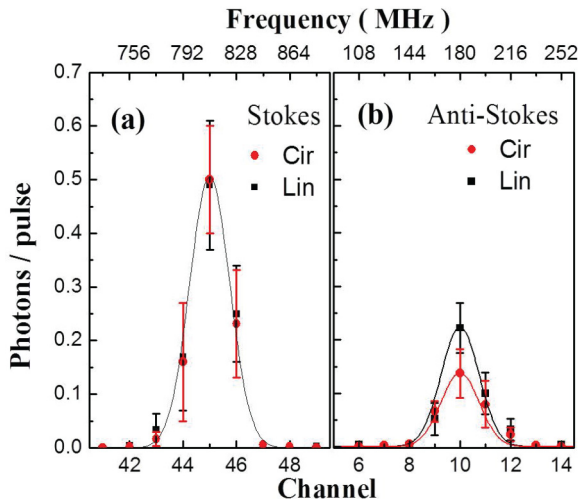 Frequency ( MHz )
756 792 828 864 108 144 180 216 252
0.7
0.6
0.5
0.4
0.3
0.2
0.1
0.0
Photons / pulse
(a) Stokes
Cir
Lin
(b) Anti-Stokes
Cir
Lin
42 44 46 48 6 8 10 12 14
Channel